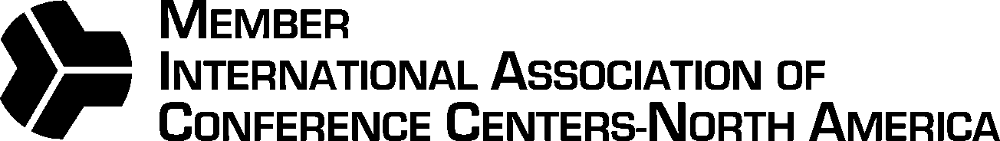 MEMBER
INTERNATIONAL ASSOCIATION OF
CONFERENCE CENTERS-NORTH AMERICA